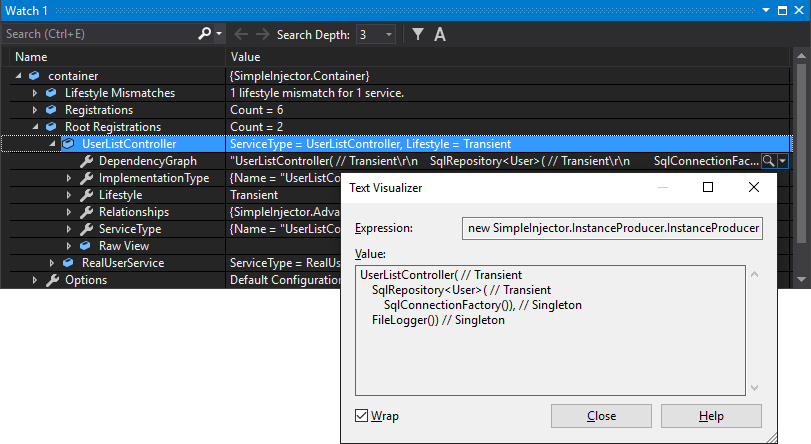 Watch 1
Search (Ctrl+E) Search Depth: 3 A
Name Value
container {SimpleInjector.Container}
Lifestyle Mismatches 1 lifestyle mismatch for 1 service.
Registrations Count = 6
Root Registrations Count = 2
UserListController ServiceType = UserListController, Lifestyle = Transient
DependencyGraph "UserListController( // Transient\r\n SqlRepository<User>( // Transient\r\n SqlConnectionFac...
ImplementationType {Name = "UserListCo
Lifestyle Transient
Relationships {SimpleInjector.Adva
ServiceType {Name = "UserListCo
Raw View
RealUserService ServiceType = RealUs
Options Default Configuration
Text Visualizer
Expression: new SimpleInjector.InstanceProducer.InstanceProducer
Value:
UserListController( // Transient
SqlRepository<User>( // Transient
SqlConnectionFactory()), // Singleton
FileLogger()) // Singleton
Wrap Close Help